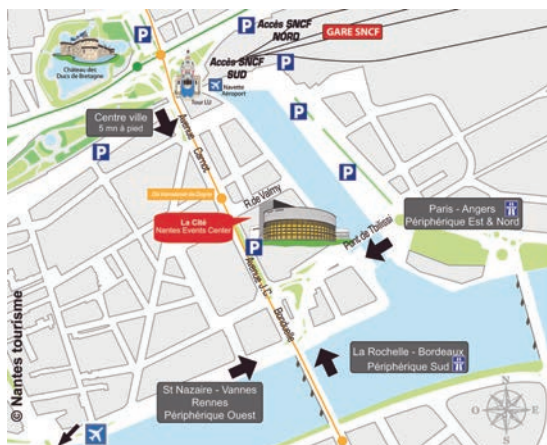 P
Accès SNCF
NORD
GARE SNCF
Château des
Ducs de Bretagne
Accès SNCF
SUD
P
Navette
Aéroport
Tour LU
P
Centre ville
5 mn à pied
P
Avenue Carnot
P
R.de Valmy
La Cité
Nantes Events Center
P
Pont de Tbilissi
Paris - Angers
Périphérique Est & Nord
Avenue J.C. Bonduelle
La Rochelle - Bordeaux
Périphérique Sud
St Nazaire - Vannes
Rennes
Périphérique Ouest
© Nantes tourisme